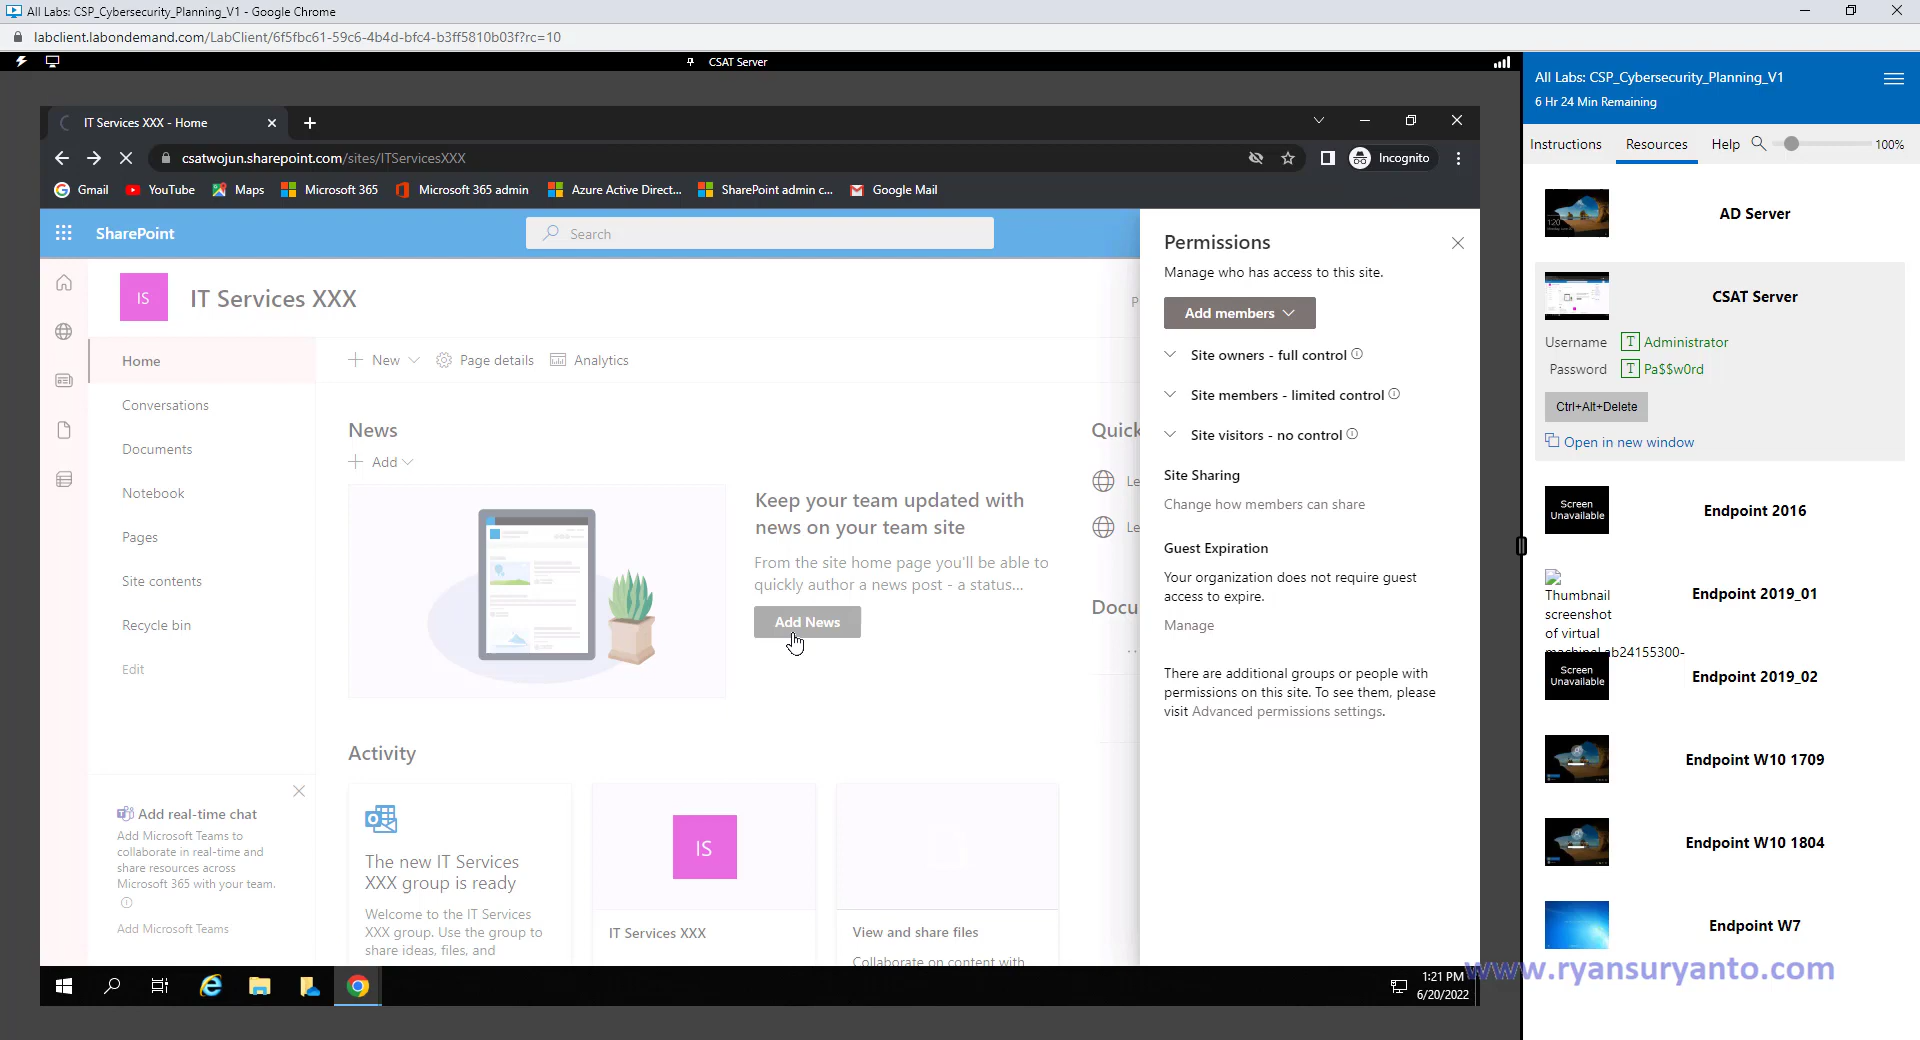 All Labs: CSP_Cybersecurity_Planning_V1 - Google Chrome
labclient.labondemand.com/LabClient/6f5fbc61-59c6-4b4d-bfc4-b3ff5810b03f?rc=10
CSAT Server
IT Services XXX - Home
csatwojun.sharepoint.com/sites/ITServicesXXX
Incognito
Gmail
YouTube
Maps
Microsoft 365
Microsoft 365 admin
Azure Active Direct...
SharePoint admin c...
Google Mail
SharePoint
Search
IS
IT Services XXX
P
Home
Conversations
Documents
Notebook
Pages
Site contents
Recycle bin
Edit
Add real-time chat
Add Microsoft Teams to
collaborate in real-time and
share resources across
Microsoft 365 with your team.
Add Microsoft Teams
New
Page details
Analytics
News
Add
Keep your team updated with
news on your team site
From the site home page you'll be able to
quickly author a news post - a status...
Add News
Quick
Le
Le
Docu
Activity
The new IT Services
XXX group is ready
Welcome to the IT Services
XXX group. Use the group to
share ideas, files, and
IS
IT Services XXX
View and share files
Collaborate on content with
Permissions
Manage who has access to this site.
Add members
Site owners - full control
Site members - limited control
Site visitors - no control
Site Sharing
Change how members can share
Guest Expiration
Your organization does not require guest
access to expire.
Manage
There are additional groups or people with
permissions on this site. To see them, please
visit Advanced permissions settings.
1:21 PM
6/20/2022
All Labs: CSP_Cybersecurity_Planning_V1
6 Hr 24 Min Remaining
Instructions
Resources
Help
100%
AD Server
CSAT Server
Username
T Administrator
Password
T Pa$$w0rd
Ctrl+Alt+Delete
Open in new window
Screen
Unavailable
Endpoint 2016
Thumbnail
screenshot
of virtual
Endpoint 2019_01
Screen
Unavailable
Endpoint 2019_02
Endpoint W10 1709
Endpoint W10 1804
Endpoint W7
www.ryansuryanto.com